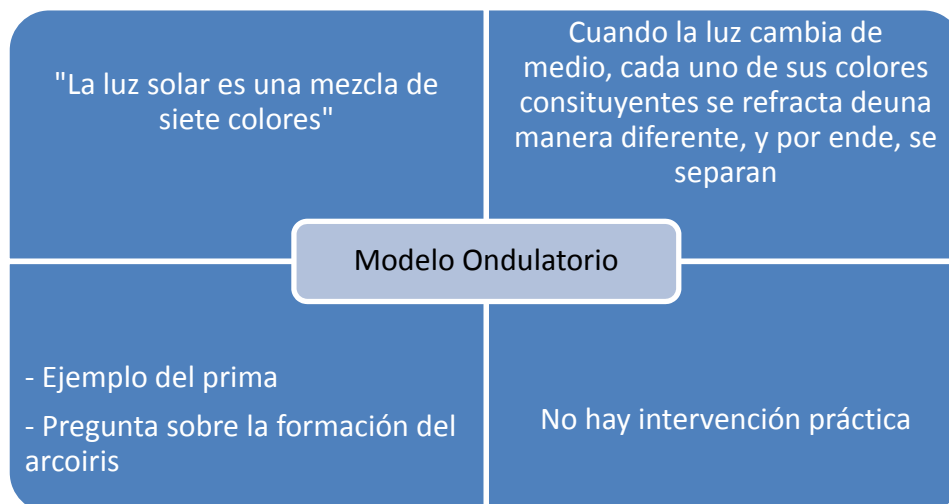 "La luz solar es una mezcla de
siete colores"
Cuando la luz cambia de
medio, cada uno de sus colores
consituyentes se refracta deuna
manera diferente, y por ende, se
separan
Modelo Ondulatorio
- Ejemplo del prima
- Pregunta sobre la formación del
arcoiris
No hay intervención práctica